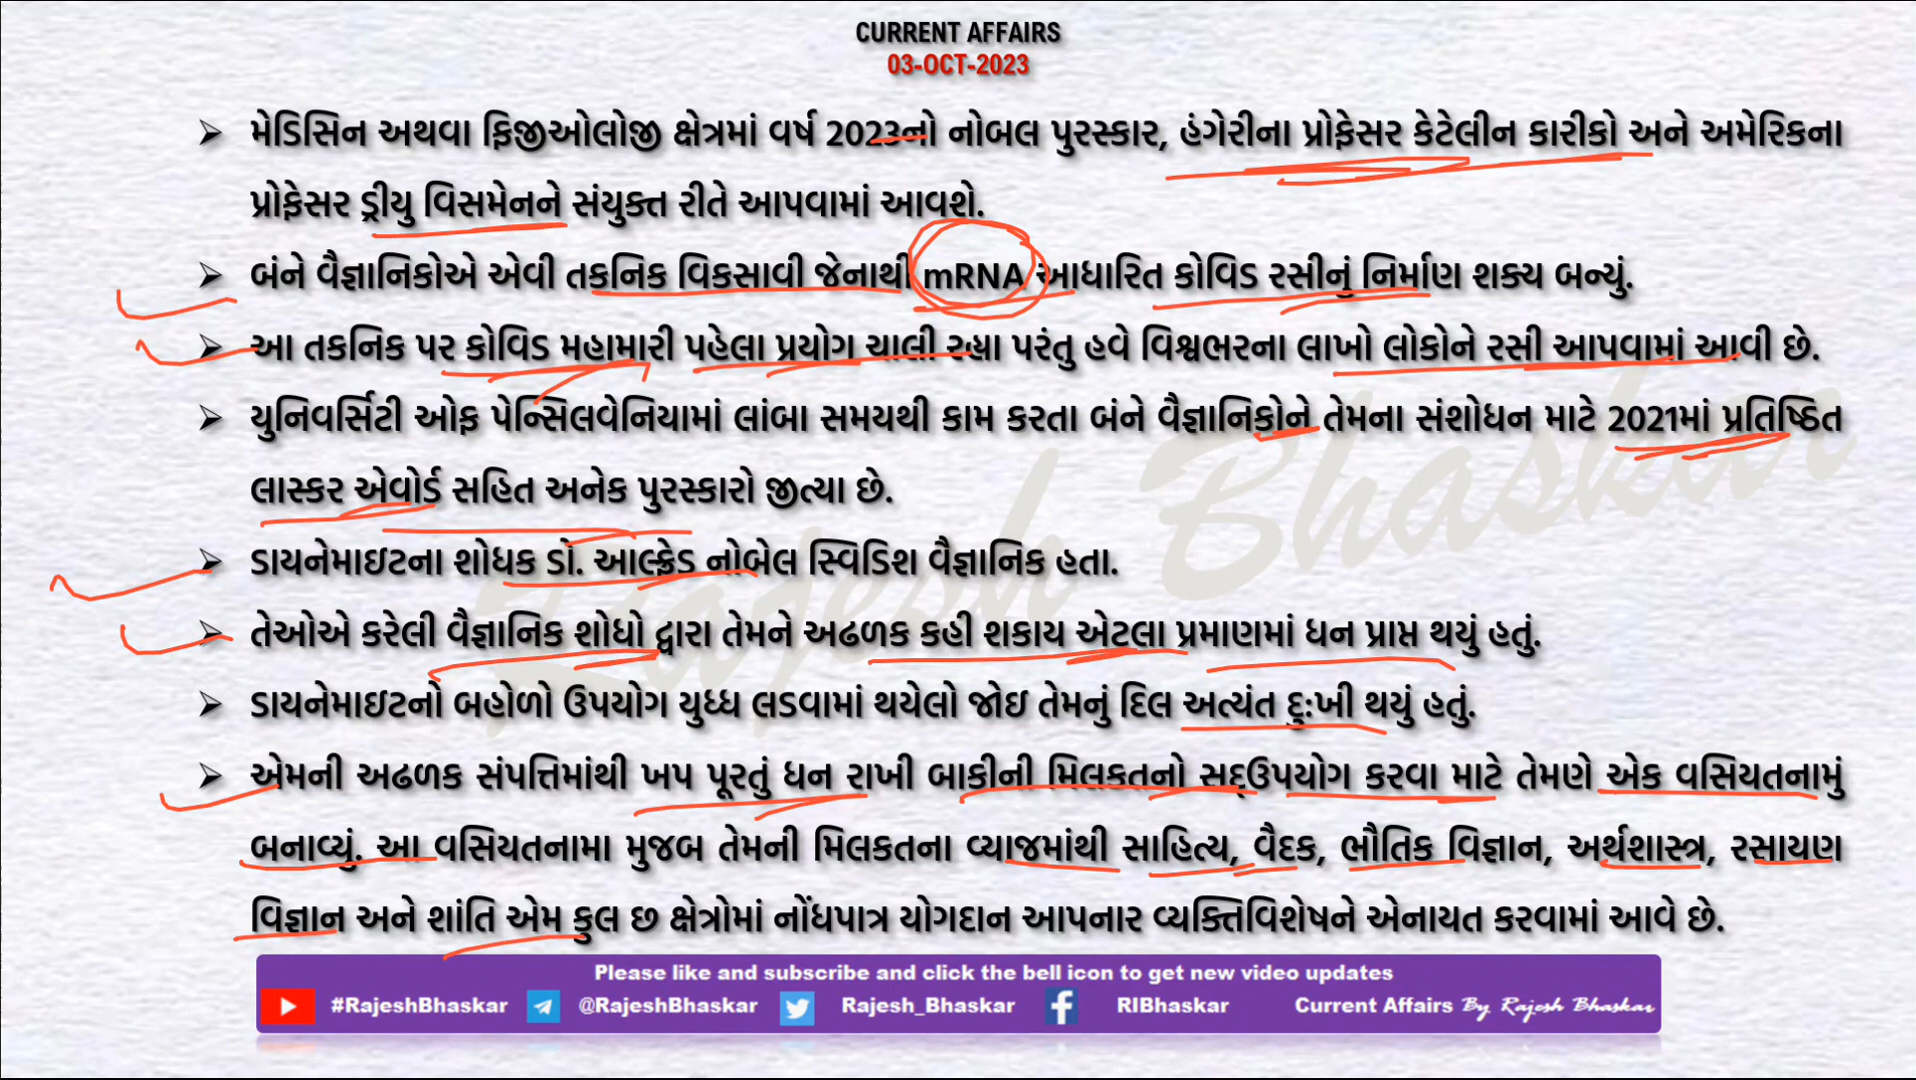 CURRENT AFFAIRS
03-OCT-2023
➢ મેડિસિન અથવા ફિજીઓલોજી ક્ષેત્રમાં વર્ષ 2023નો નોબલ પુરસ્કાર, હંગેરીના પ્રોફેસર કેટેલીન કારીકો અને અમેરિકના
પ્રોફેસર ડ્રીયુ વિસમેનને સંયુક્ત રીતે આપવામાં આવશે.
➢ બંને વૈજ્ઞાનિકોએ એવી તકનિક વિકસાવી જેનાથી mRNA આધારિત કોવિડ રસીનું નિર્માણ શક્ય બન્યું.
➢ આ તકનિક પર કોવિડ મહામારી પહેલા પ્રયોગ ચાલી રહ્યા પરંતુ હવે વિશ્વભરના લાખો લોકોને રસી આપવામાં આવી છે.
➢ યુનિવર્સિટી ઓફ પેન્સિલવેનિયામાં લાંબા સમયથી કામ કરતા બંને વૈજ્ઞાનિકોને તેમના સંશોધન માટે 2021માં પ્રતિષ્ઠિત
લાસ્કર એવોર્ડ સહિત અનેક પુરસ્કારો જીત્યા છે.
➢ ડાયનેમાઇટના શોધક ડૉ. આલ્ફ્રેડ નોબેલ સ્વિડિશ વૈજ્ઞાનિક હતા.
➢ તેઓએ કરેલી વૈજ્ઞાનિક શોધો દ્વારા તેમને અઢળક કહી શકાય એટલા પ્રમાણમાં ધન પ્રાપ્ત થયું હતું.
➢ ડાયનેમાઇટનો બહોળો ઉપયોગ યુધ્ધ લડવામાં થયેલો જોઇ તેમનું દિલ અત્યંત દુઃખી થયું હતું.
➢ એમની અઢળક સંપત્તિમાંથી ખપ પૂરતું ધન રાખી બાકીની મિલકતનો સદ્દઉપયોગ કરવા માટે તેમણે એક વસિયતનામું
બનાવ્યું. આ વસિયતનામા મુજબ તેમની મિલકતના વ્યાજમાંથી સાહિત્ય, વૈદક, ભૌતિક વિજ્ઞાન, અર્થશાસ્ત્ર, રસાયણ
વિજ્ઞાન અને શાંતિ એમ કુલ છ ક્ષેત્રોમાં નોંધપાત્ર યોગદાન આપનાર વ્યક્તિવિશેષને એનાયત કરવામાં આવે છે.
Rajesh Bhaskar
Please like and subscribe and click the bell icon to get new video updates
#RajeshBhaskar @RajeshBhaskar Rajesh_Bhaskar RIBhaskar Current Affairs By Rajesh Bhaskar